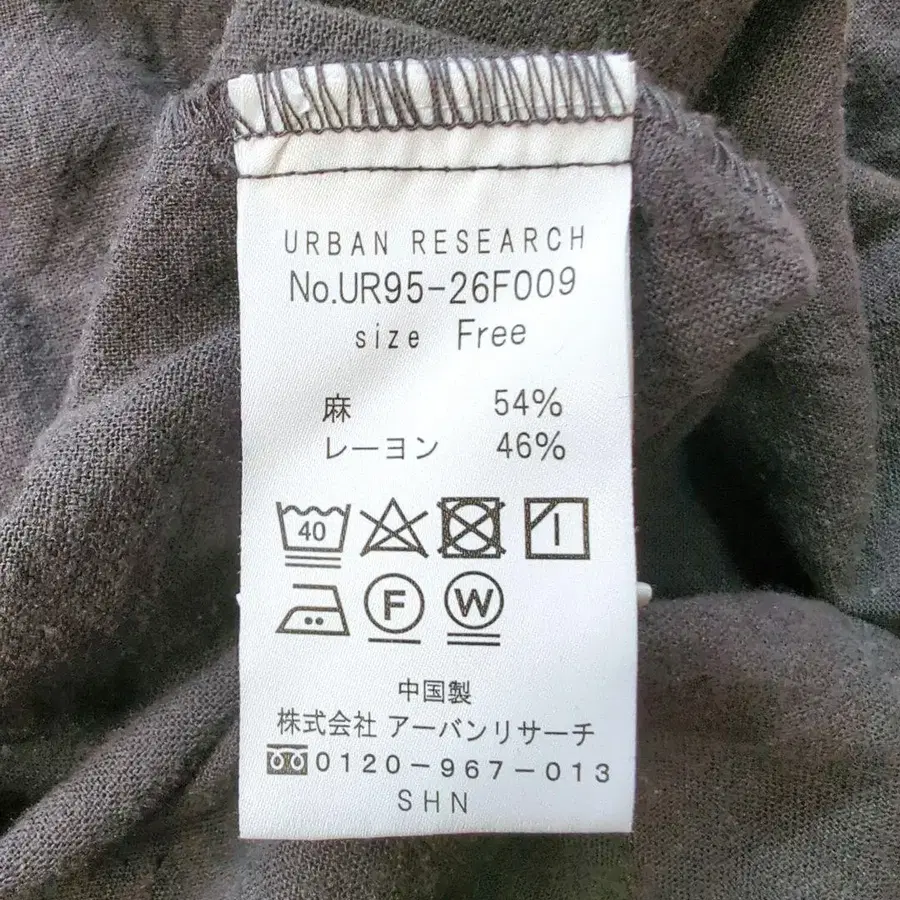 URBAN RESEARCH
No.UR95-26F009
size Free
麻 54%
レーヨン 46%
40
F W
中国製
株式会社 アーバンリサーチ
0120-967-013
SHN